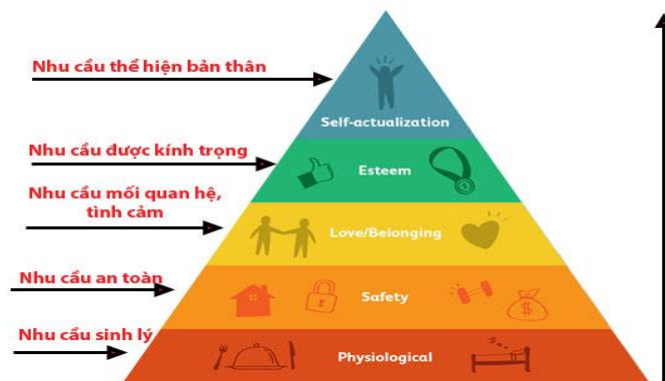 Nhu cầu thể hiện bản thân
Self-actualization
Nhu cầu được kính trọng
Esteem
Nhu cầu mối quan hệ,
tình cảm
Love/Belonging
Nhu cầu an toàn
Safety
$
Nhu cầu sinh lý
Physiological